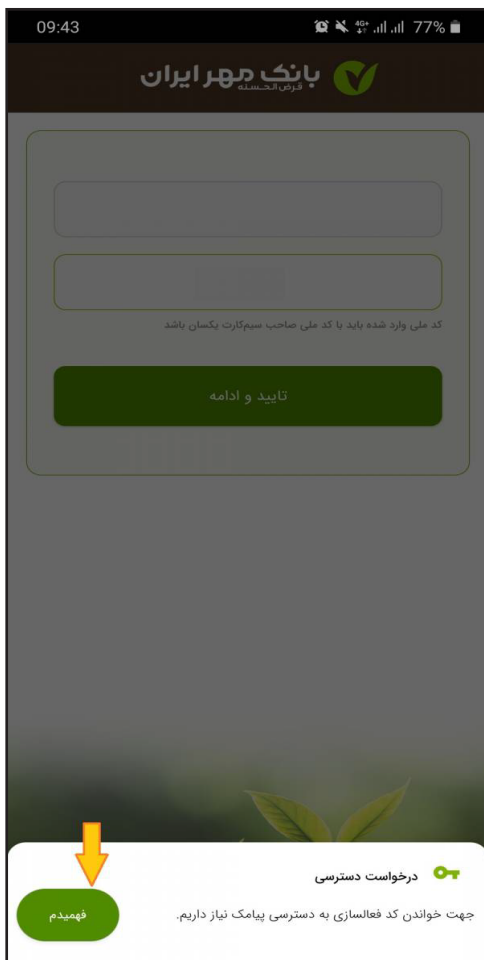 09:43
4G+
77%
بانک مهر ایران
قرض‌الحسنه
کد ملی وارد شده باید با کد ملی صاحب سیم‌کارت یکسان باشد
تایید و ادامه
درخواست دسترسی
جهت خواندن کد فعالسازی به دسترسی پیامک نیاز داریم.
فهمیدم